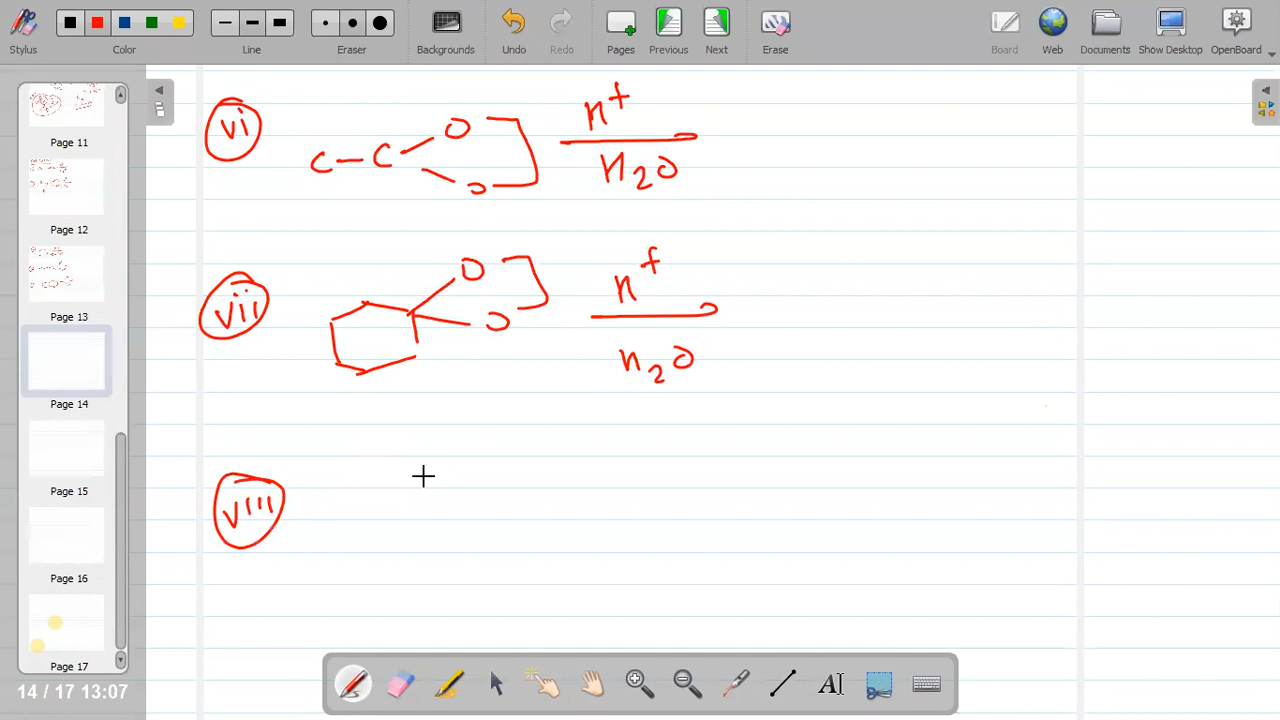 Stylus
Color
Line
Eraser
Backgrounds
Undo
Redo
Pages
Previous
Next
Erase
Board
Web
Documents
Show Desktop
OpenBoard
Page 11
Page 12
Page 13
Page 14
Page 15
Page 16
Page 17
14 / 17 13:07
vi C-C O O H+ H2O
vii O O H+ H2O
viii